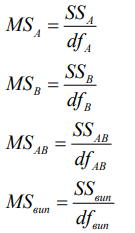 MS_A = SS_A / df_A
MS_B = SS_B / df_B
MS_AB = SS_AB / df_AB
MS_вип = SS_вип / df_вип